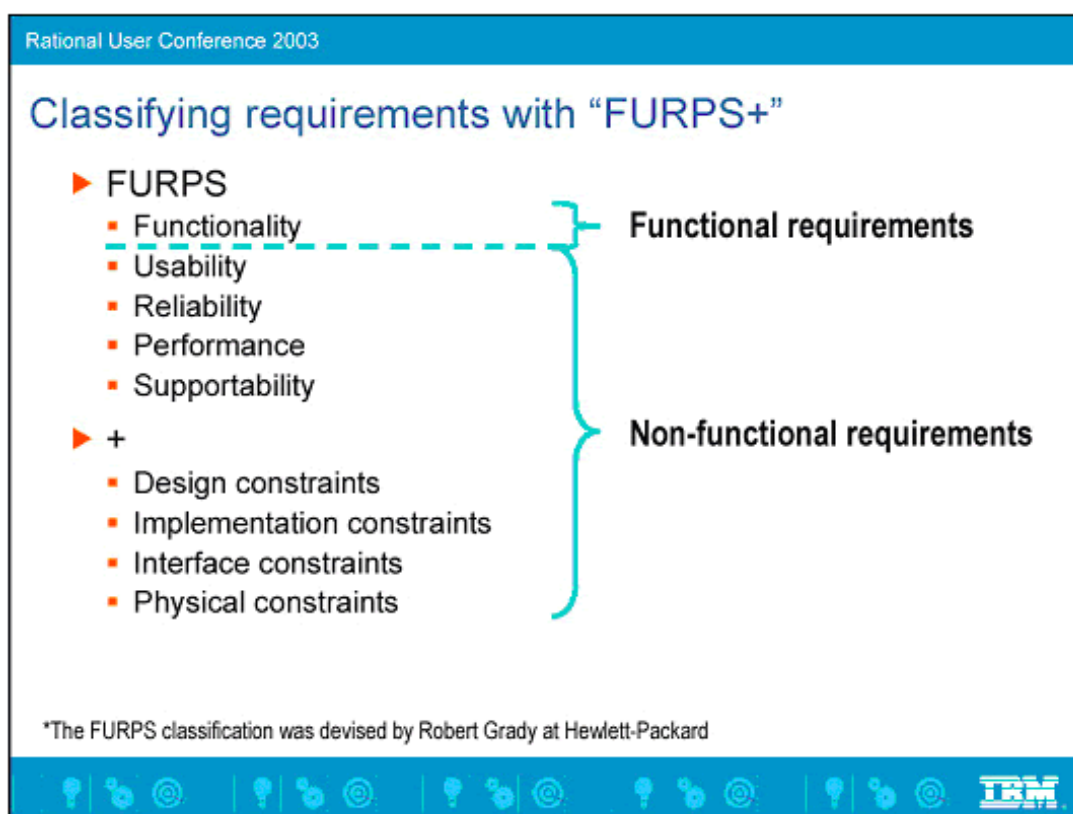 Rational User Conference 2003
Classifying requirements with “FURPS+”
FURPS
Functionality
Usability
Reliability
Performance
Supportability
+
Design constraints
Implementation constraints
Interface constraints
Physical constraints
Functional requirements
Non-functional requirements
*The FURPS classification was devised by Robert Grady at Hewlett-Packard
IBM